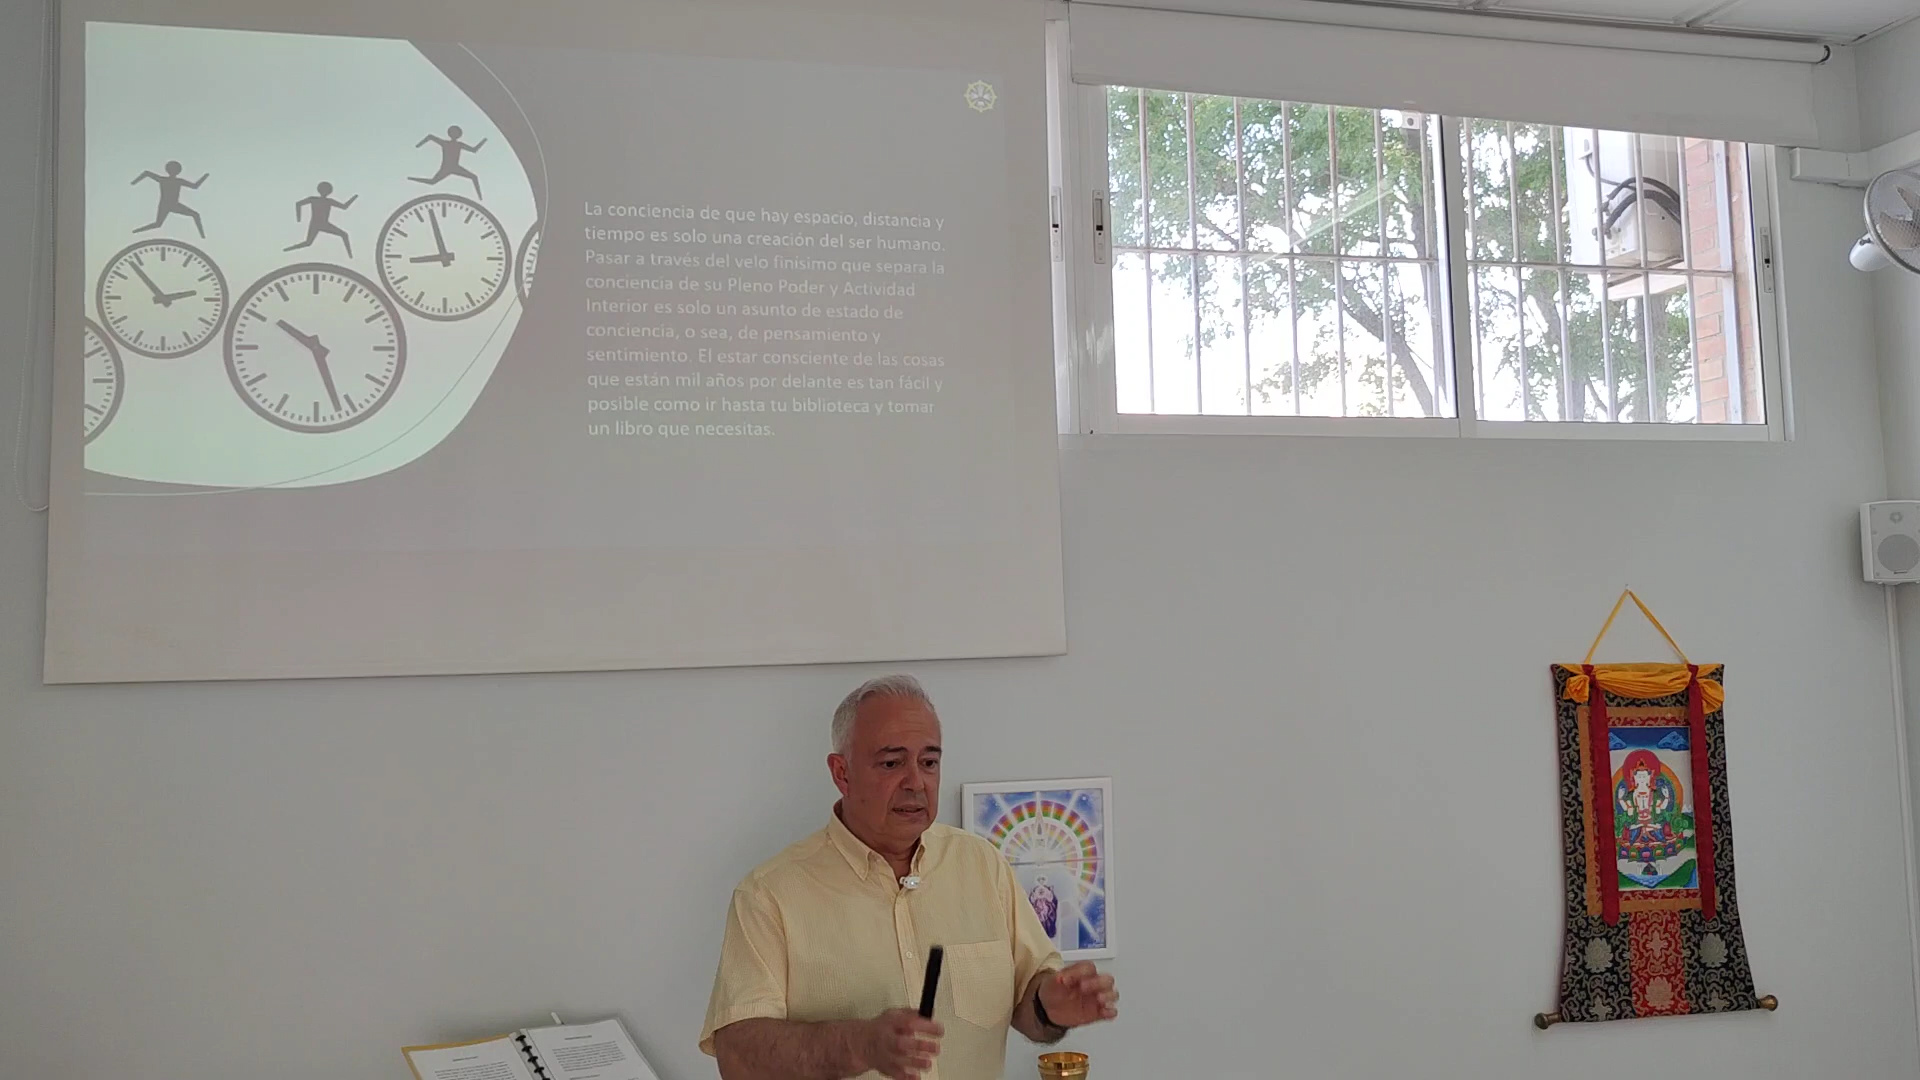 La conciencia de que hay espacio, distancia y
tiempo es solo una creación del ser humano.
Pasar a través del velo finísimo que separa la
conciencia de su Pleno Poder y Actividad
Interior es solo un asunto de estado de
conciencia, o sea, de pensamiento y
sentimiento. El estar consciente de las cosas
que están mil años por delante es tan fácil y
posible como ir hasta tu biblioteca y tomar
un libro que necesitas.